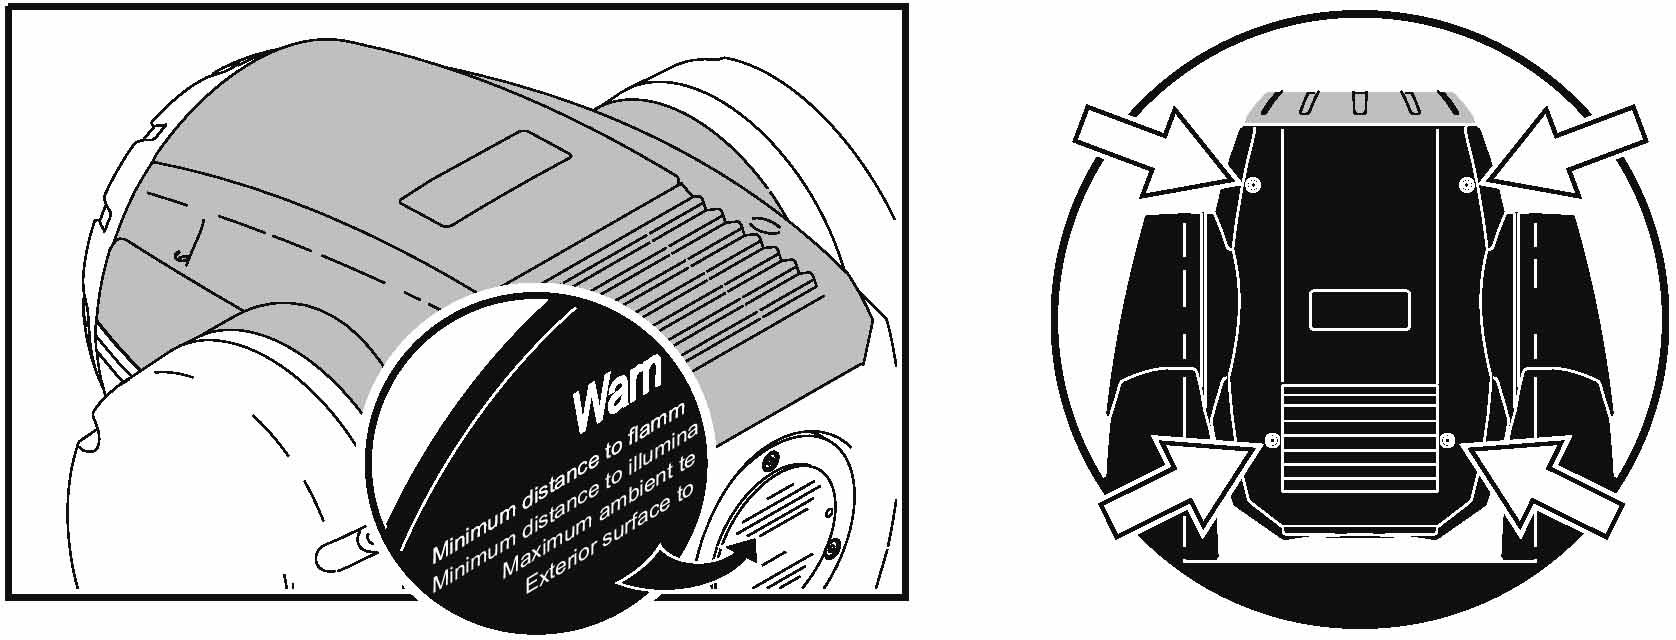 Warn
Minimum distance to flamm
Minimum distance to illumina
Maximum ambient te
Exterior surface to